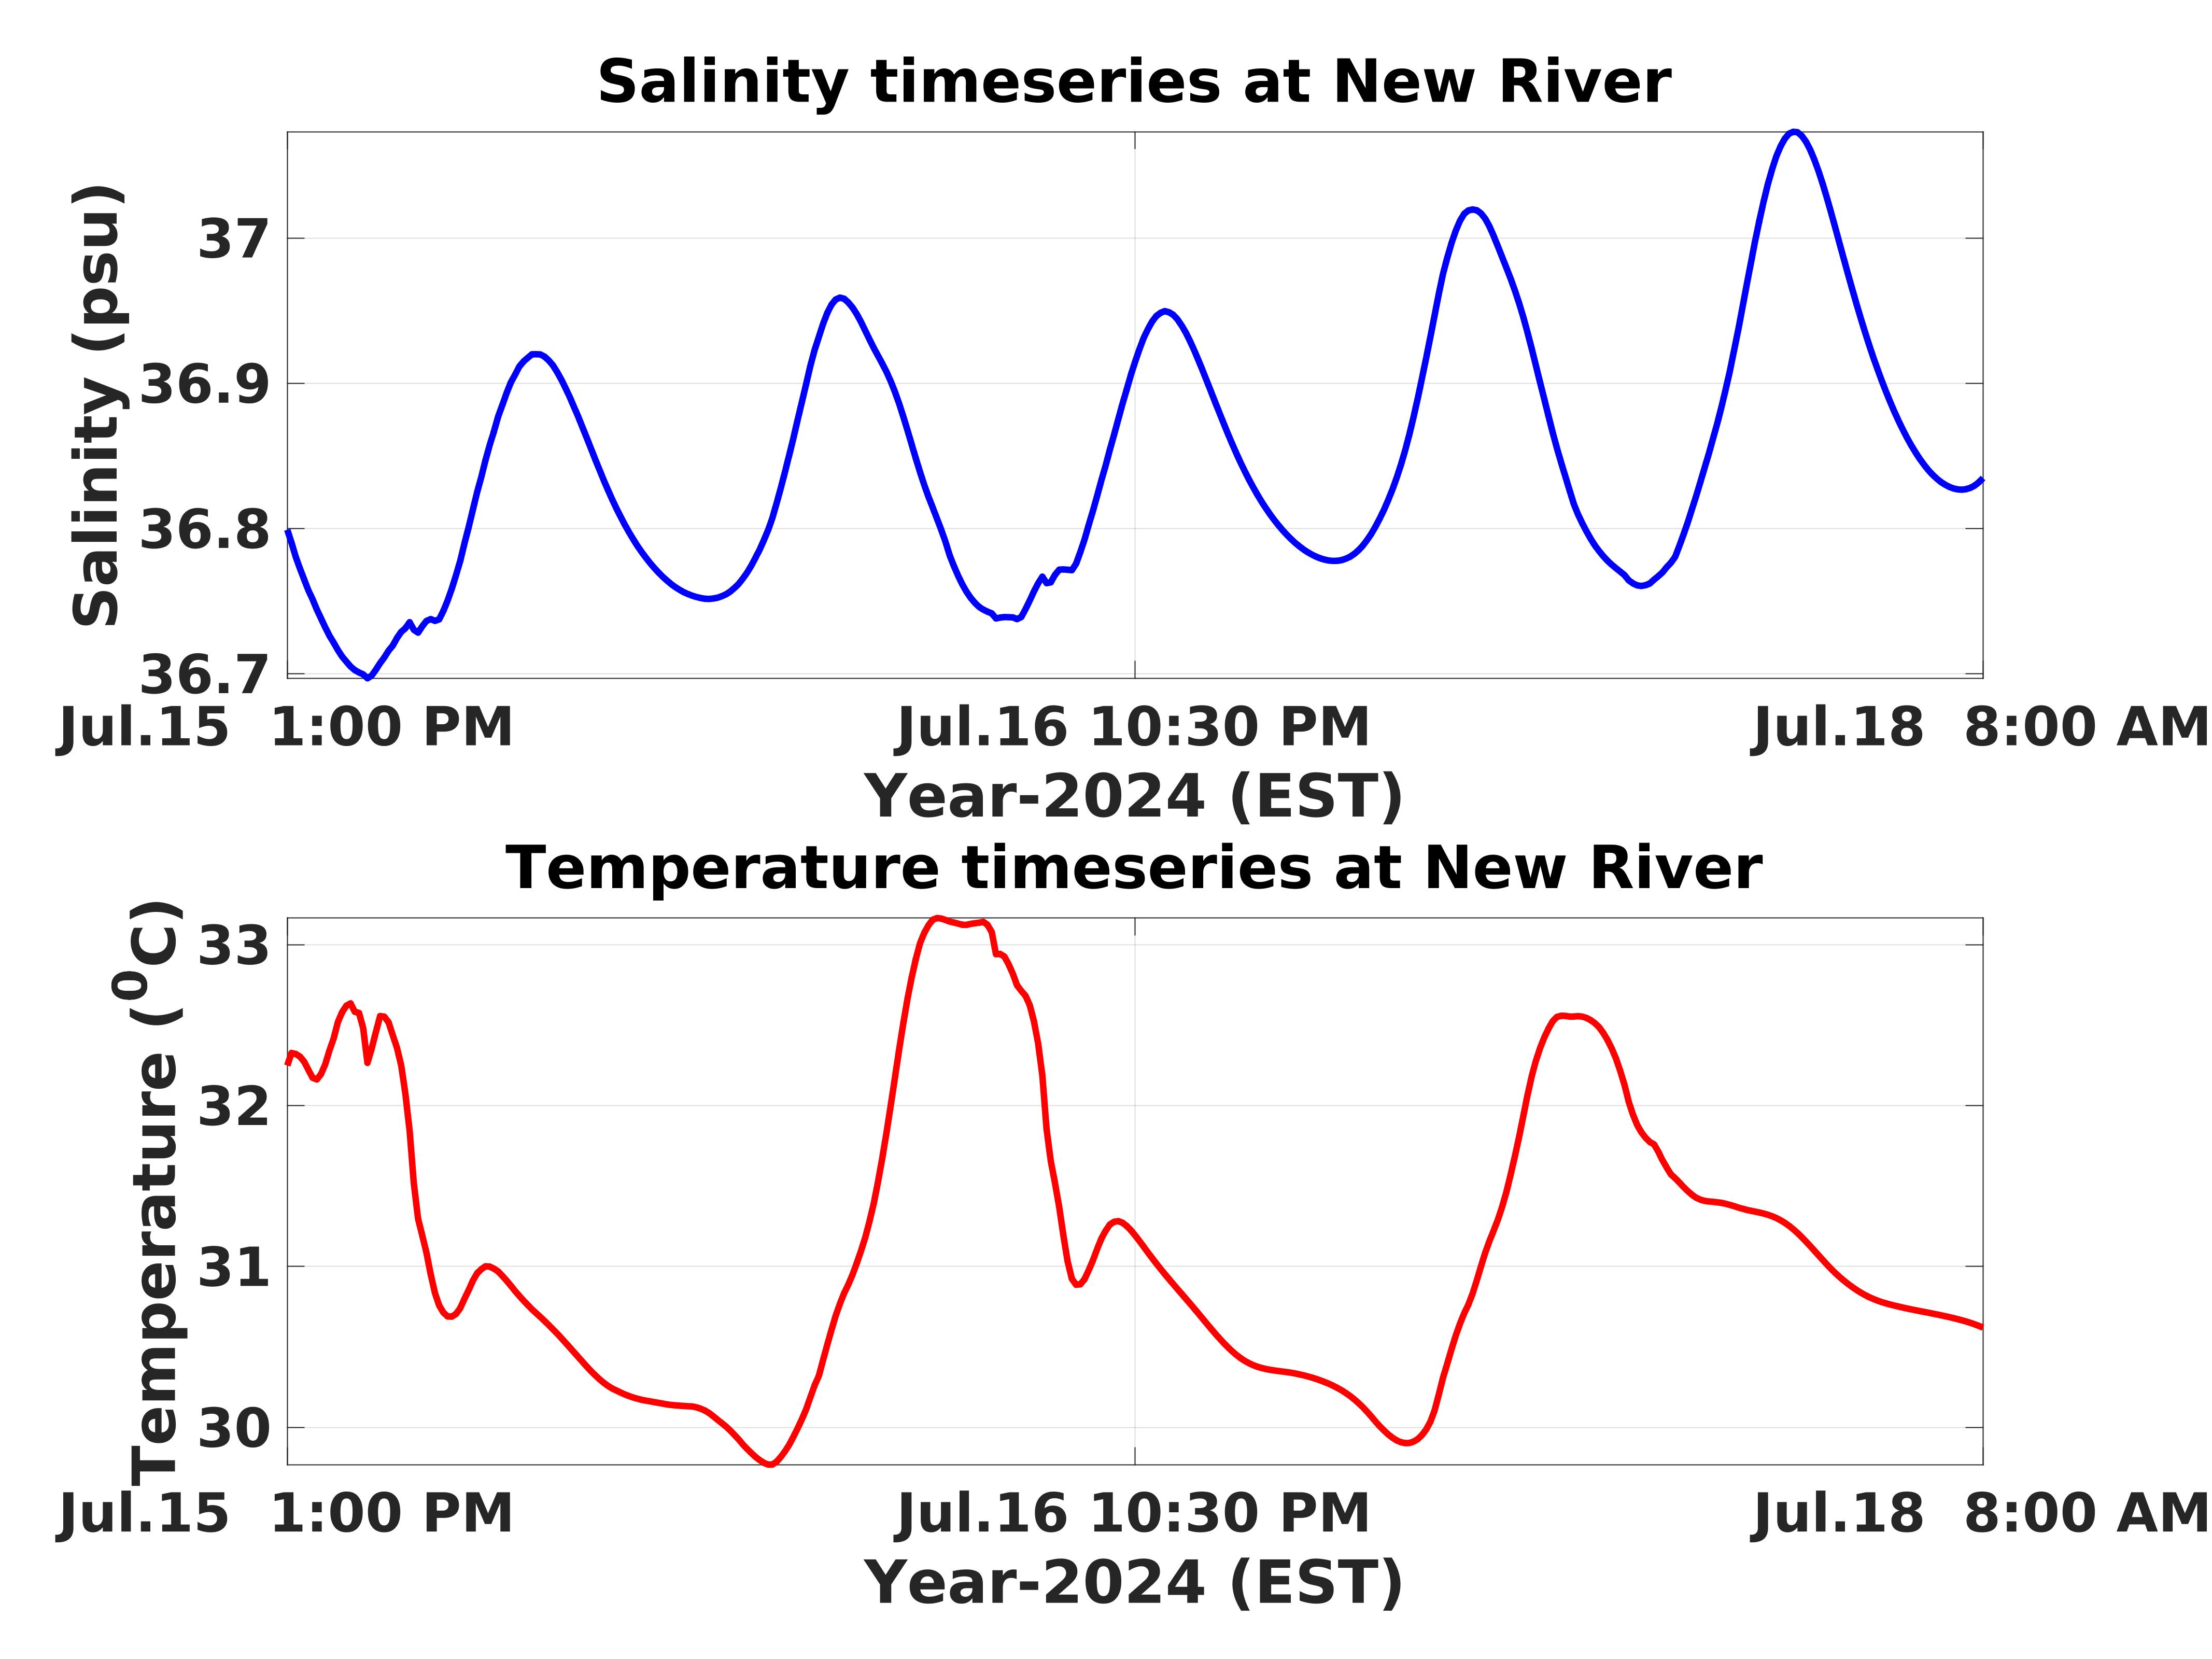 Salinity timeseries at New River
Salinity (psu)
37
36.9
36.8
36.7
Jul.15  1:00 PM
Jul.16 10:30 PM
Jul.18  8:00 AM
Year-2024 (EST)
Temperature timeseries at New River
Temperature (⁰C)
33
32
31
30
Jul.15  1:00 PM
Jul.16 10:30 PM
Jul.18  8:00 AM
Year-2024 (EST)